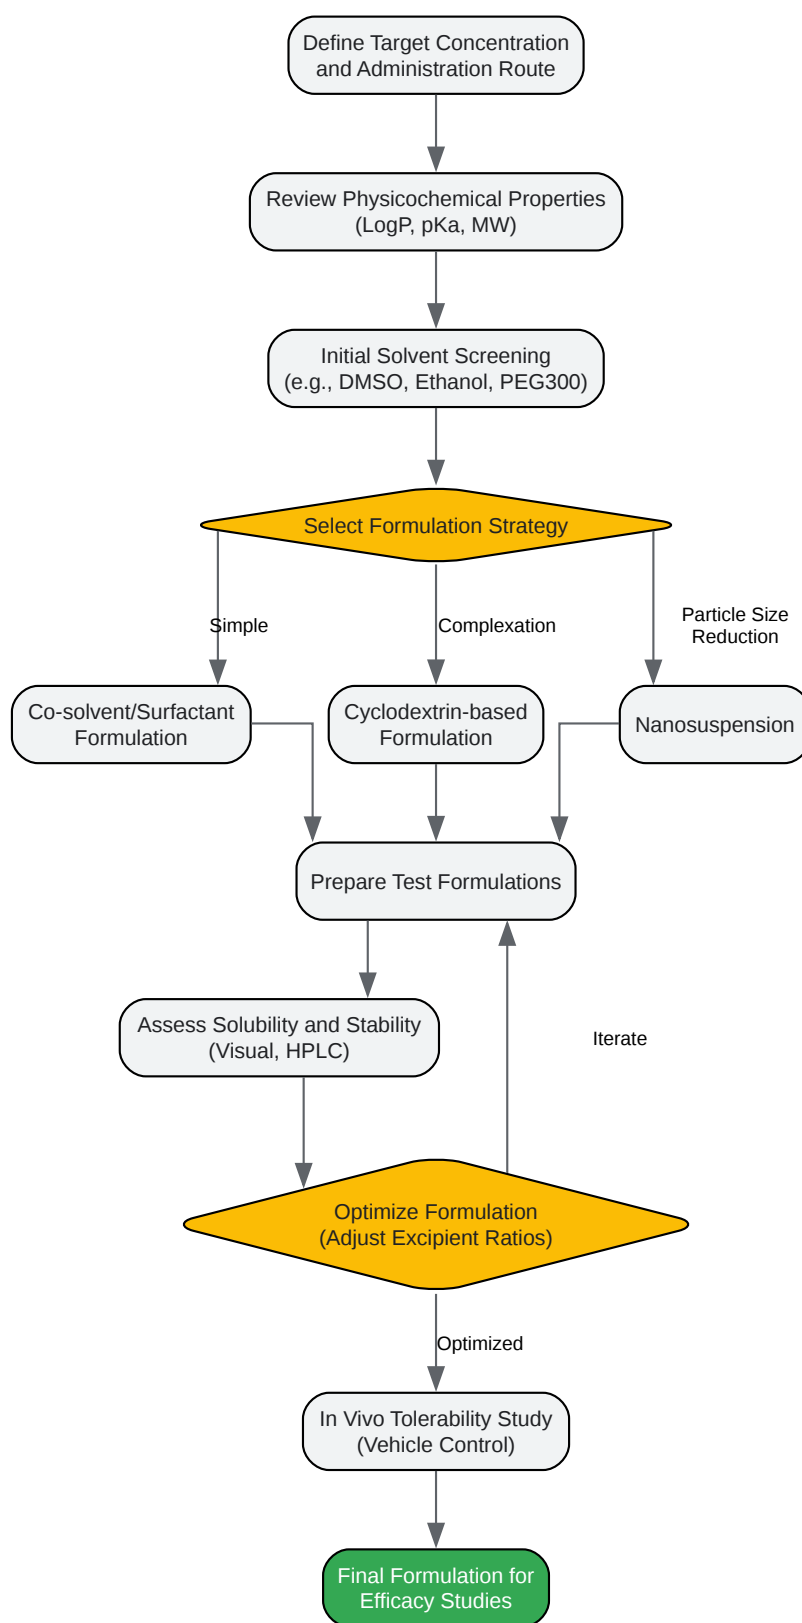 Define Target Concentration
and Administration Route
Review Physicochemical Properties
(LogP, pKa, MW)
Initial Solvent Screening
(e.g., DMSO, Ethanol, PEG300)
Select Formulation Strategy
Simple
Complexation
Particle Size
Reduction
Co-solvent/Surfactant
Formulation
Cyclodextrin-based
Formulation
Nanosuspension
Prepare Test Formulations
Assess Solubility and Stability
(Visual, HPLC)
Iterate
Optimize Formulation
(Adjust Excipient Ratios)
Optimized
In Vivo Tolerability Study
(Vehicle Control)
Final Formulation for
Efficacy Studies